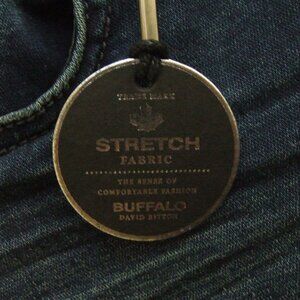 TRADE MARK
STRETCH
FABRIC
THE SENSE OF
COMFORTABLE FASHION
BUFFALO
DAVID BITTON